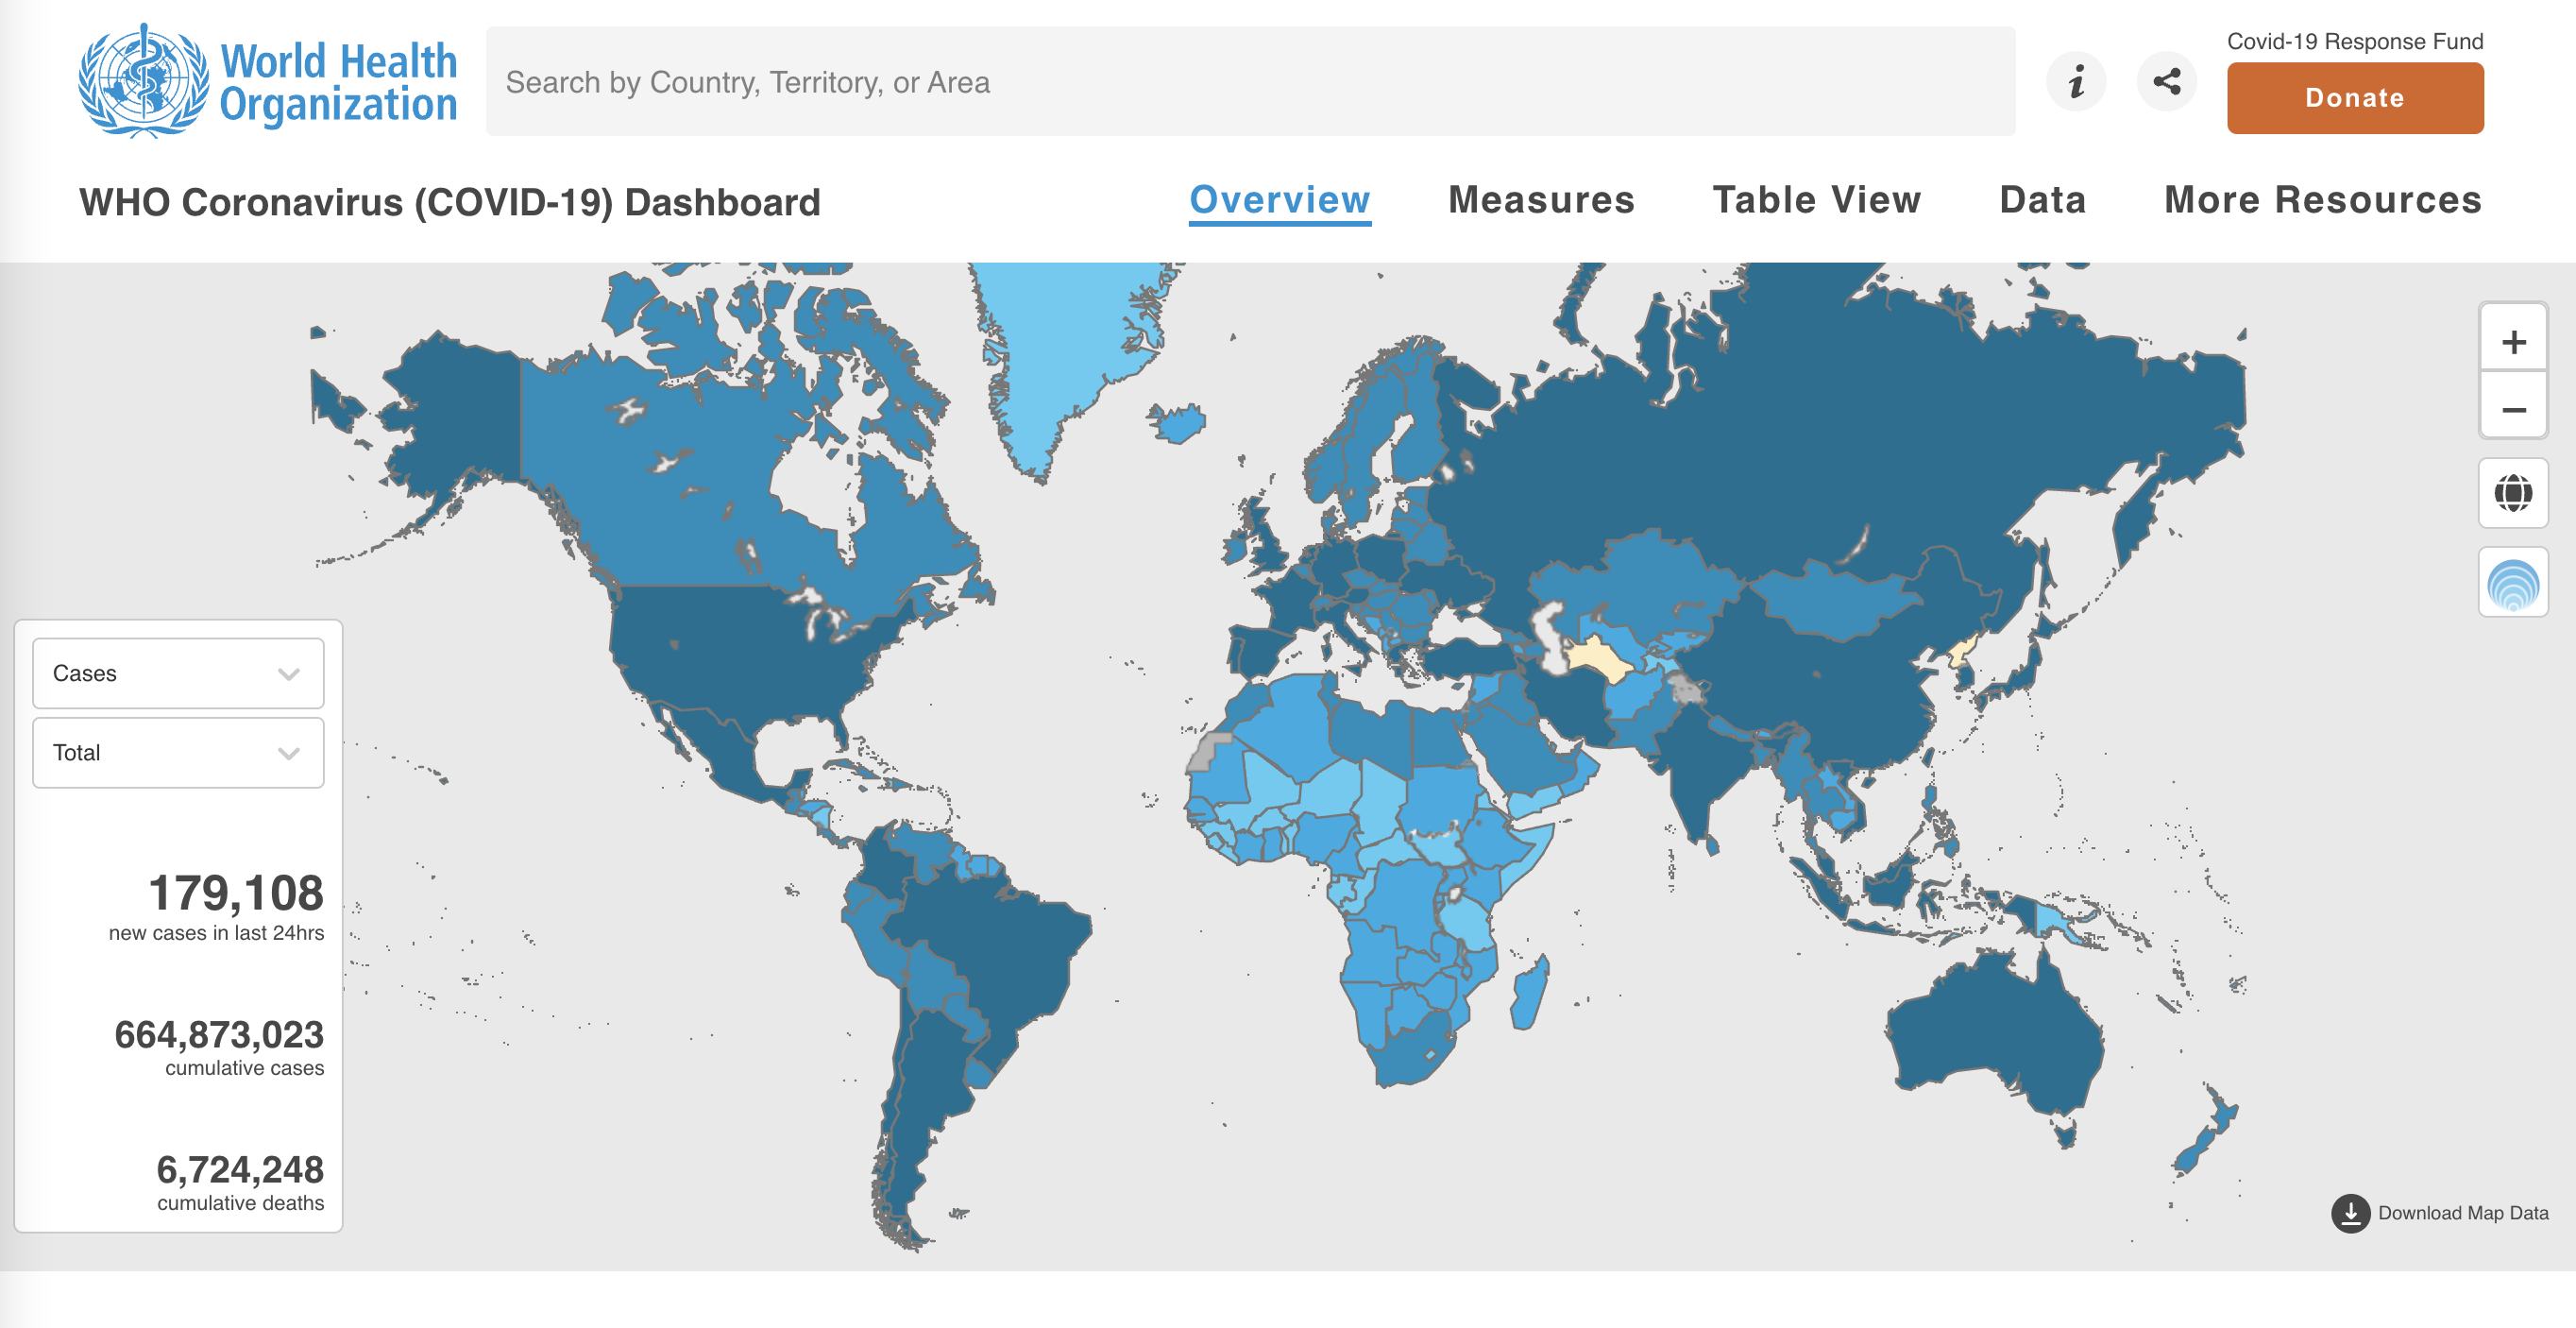 World Health
Organization
Search by Country, Territory, or Area
i
Covid-19 Response Fund
Donate
WHO Coronavirus (COVID-19) Dashboard
Overview
Measures
Table View
Data
More Resources
+
−
Cases
Total
179,108
new cases in last 24hrs
664,873,023
cumulative cases
6,724,248
cumulative deaths
Download Map Data